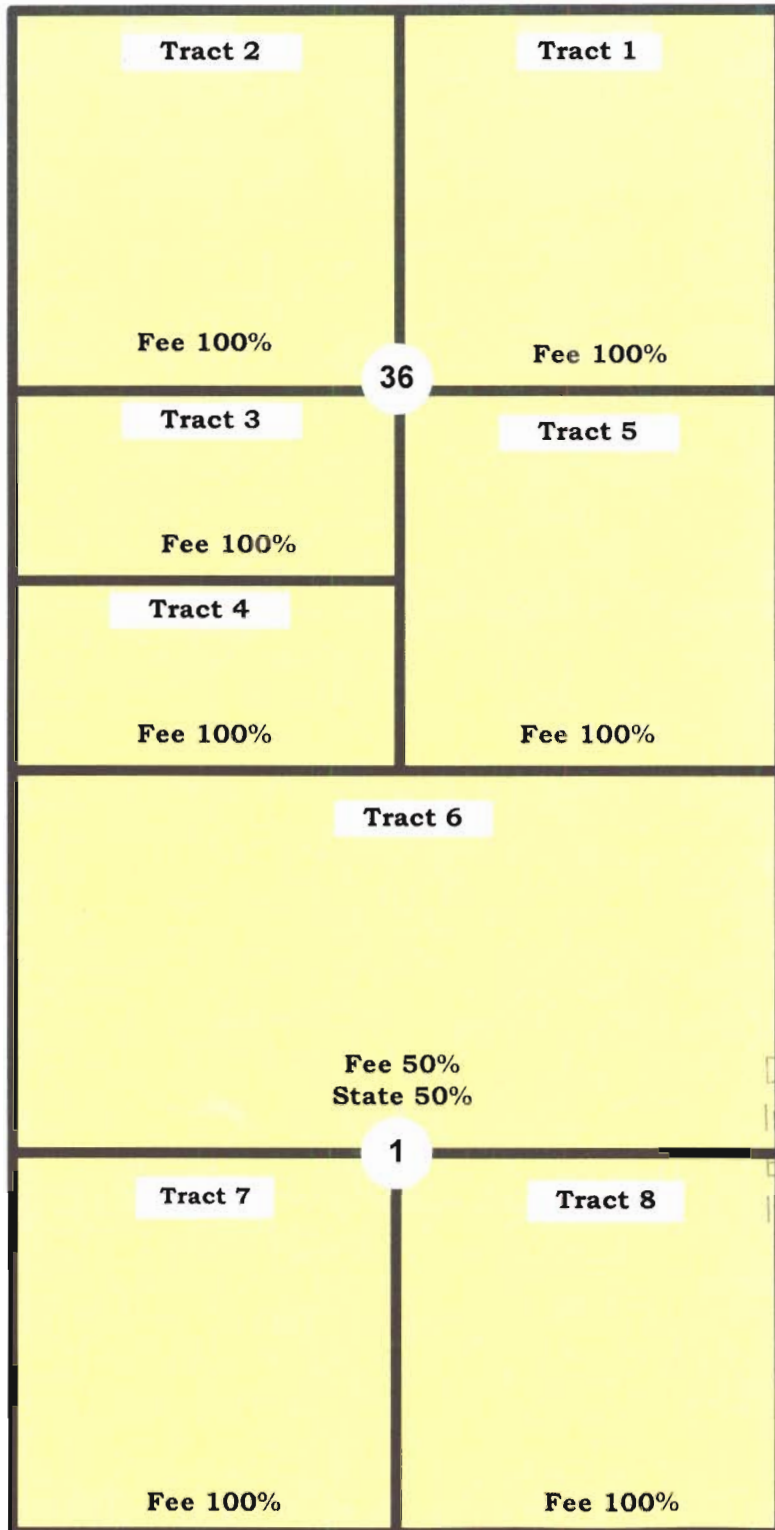 Tract 2
Tract 1
Fee 100%
Fee 100%
36
Tract 3
Tract 5
Fee 100%
Tract 4
Fee 100%
Fee 100%
Tract 6
Fee 50%
State 50%
1
Tract 7
Tract 8
Fee 100%
Fee 100%